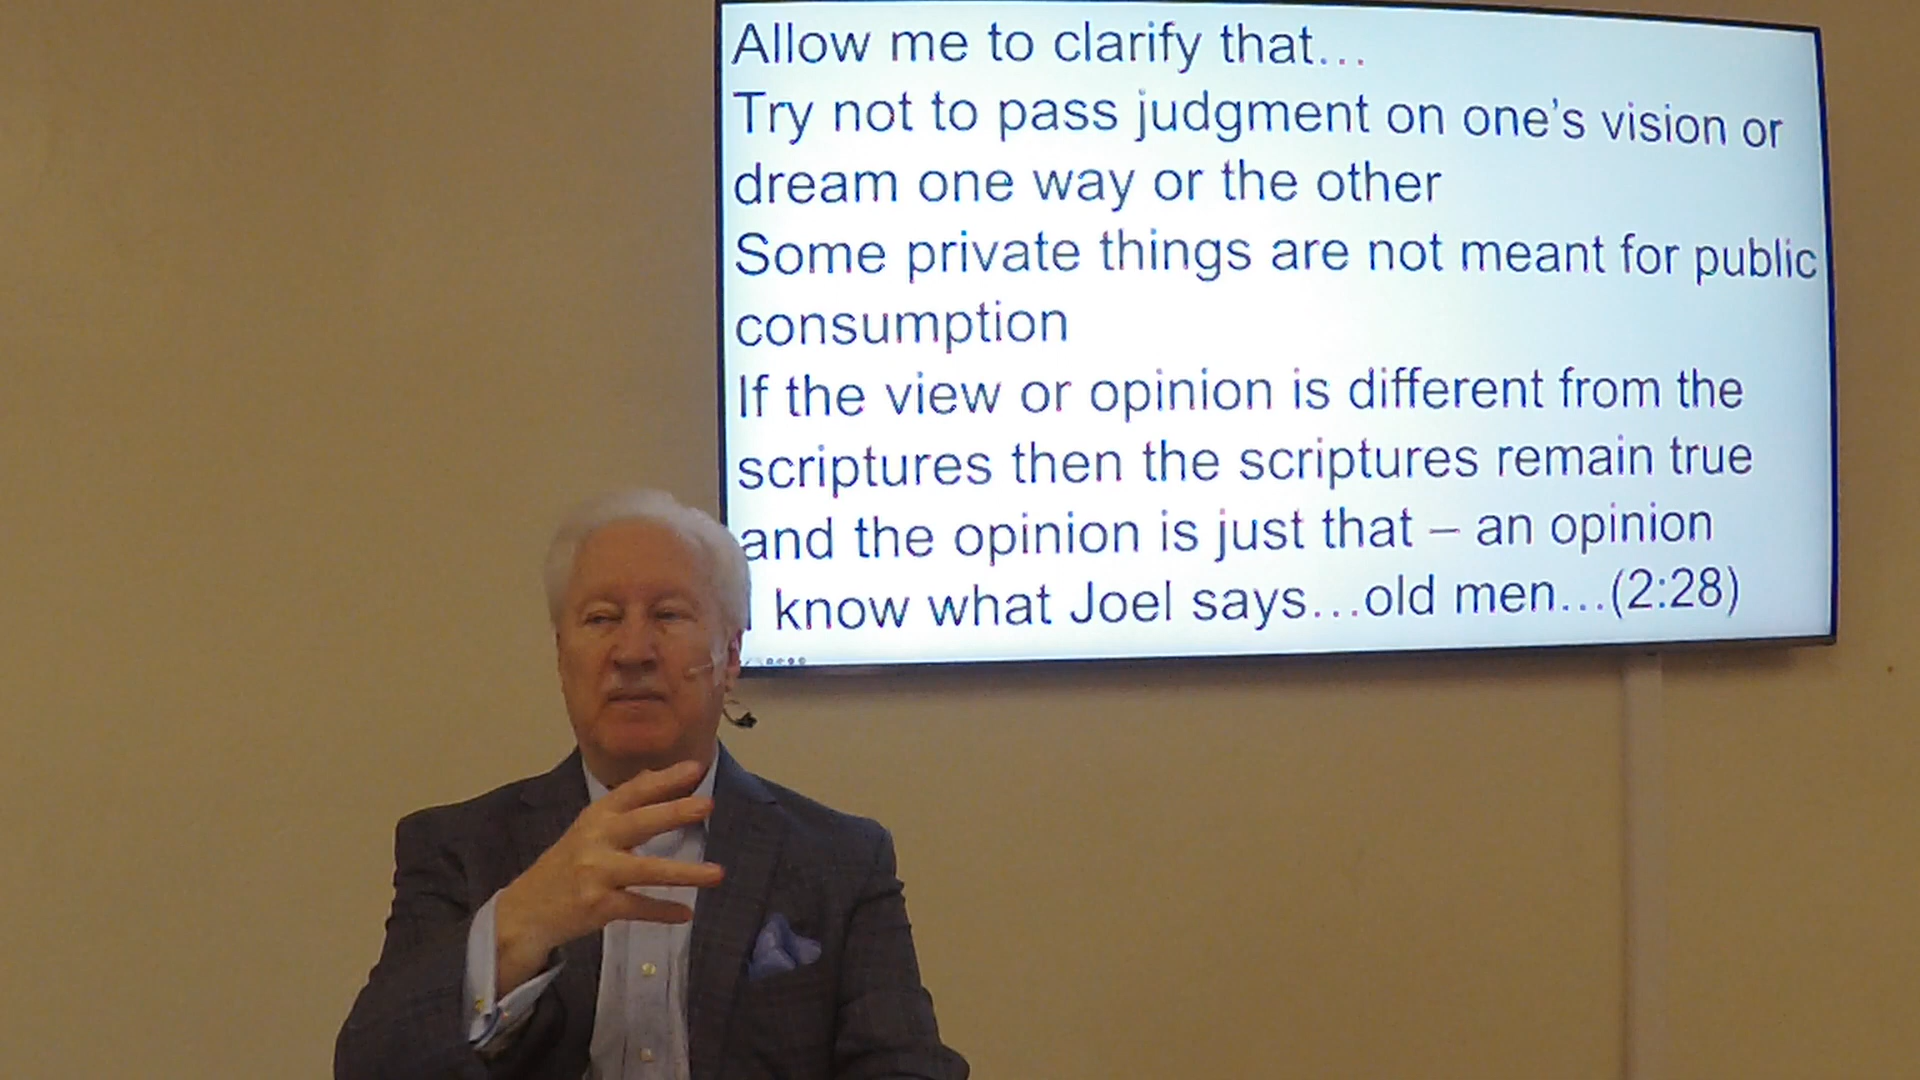 Allow me to clarify that...
Try not to pass judgment on one's vision or
dream one way or the other
Some private things are not meant for public
consumption
If the view or opinion is different from the
scriptures then the scriptures remain true
and the opinion is just that – an opinion
I know what Joel says...old men...(2:28)